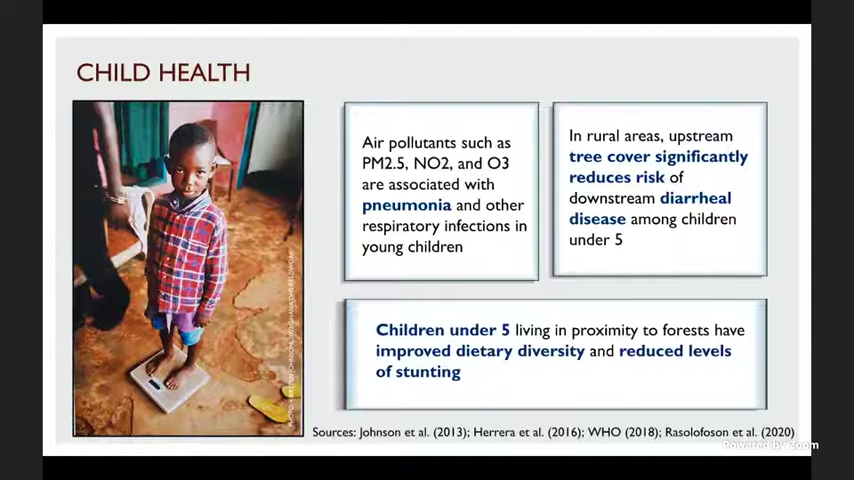 CHILD HEALTH
Air pollutants such as
PM2.5, NO2, and O3
are associated with
pneumonia and other
respiratory infections in
young children
In rural areas, upstream
tree cover significantly
reduces risk of
downstream diarrheal
disease among children
under 5
Children under 5 living in proximity to forests have
improved dietary diversity and reduced levels
of stunting
Sources: Johnson et al. (2013); Herrera et al. (2016); WHO (2018); Rasolofoson et al. (2020)
Powered by Zoom